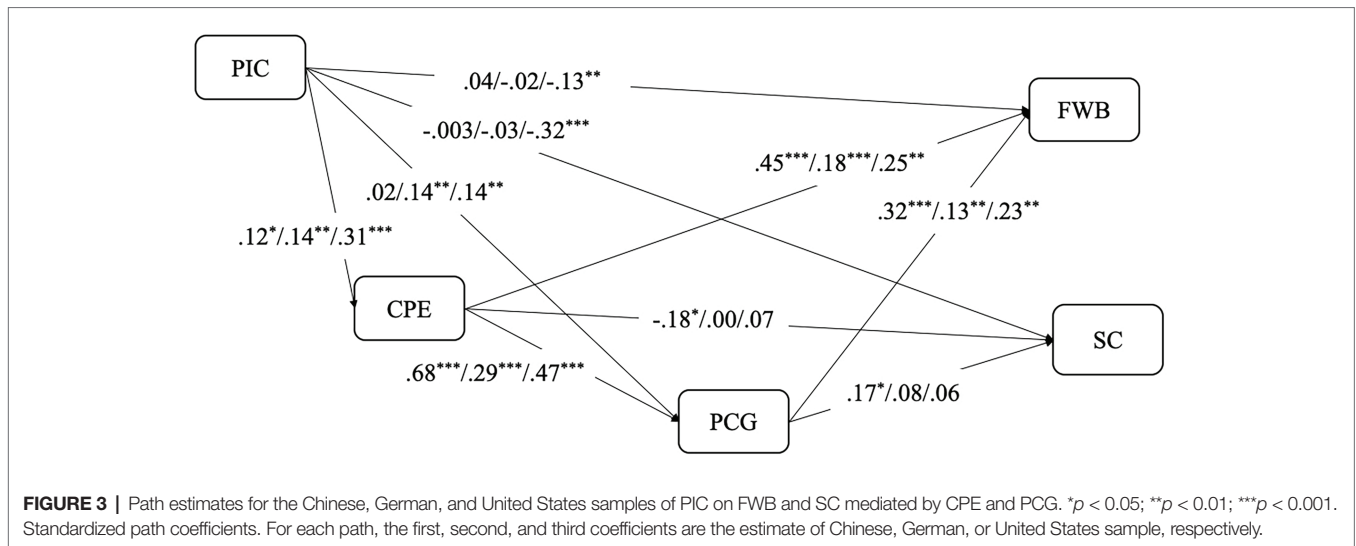 PIC
.04/-.02/-.13**
FWB
-.003/-.03/-.32***
.45***/.18***/.25**
.02/.14**/.14**
.32***/.13**/.23**
.12*/.14**/.31***
CPE
-.18*/.00/.07
SC
.68***/.29***/.47***
.17*/.08/.06
PCG
FIGURE 3 | Path estimates for the Chinese, German, and United States samples of PIC on FWB and SC mediated by CPE and PCG. *p < 0.05; **p < 0.01; ***p < 0.001.
Standardized path coefficients. For each path, the first, second, and third coefficients are the estimate of Chinese, German, or United States sample, respectively.